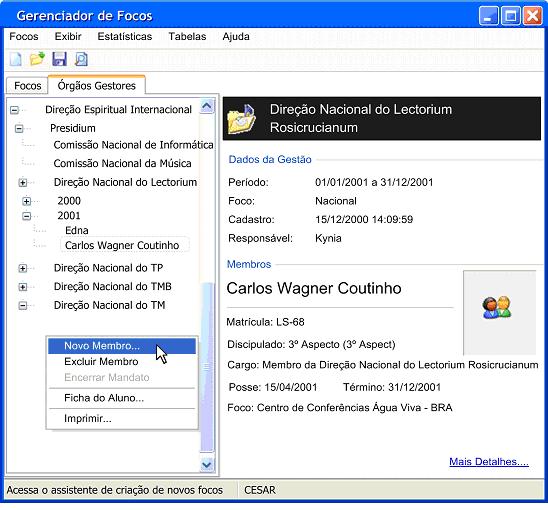 Gerenciador de Focos
Focos Exibir Estatísticas Tabelas Ajuda
Focos Órgãos Gestores
Direção Espiritual Internacional
Presidium
Comissão Nacional de Informática
Comissão Nacional da Música
Direção Nacional do Lectorium
2000
2001
Edna
Carlos Wagner Coutinho
Direção Nacional do TP
Direção Nacional do TMB
Direção Nacional do TM
Novo Membro...
Excluir Membro
Encerrar Mandato
Ficha do Aluno...
Imprimir...
Direção Nacional do Lectorium
Rosicrucianum
Dados da Gestão
Período: 01/01/2001 a 31/12/2001
Foco: Nacional
Cadastro: 15/12/2000 14:09:59
Responsável: Kynia
Membros
Carlos Wagner Coutinho
Matrícula: LS-68
Discipulado: 3º Aspecto (3º Aspect)
Cargo: Membro da Direção Nacional do Lectorium Rosicrucianum
Posse: 15/04/2001 Término: 31/12/2001
Foco: Centro de Conferências Água Viva - BRA
Mais Detalhes....
Acessa o assistente de criação de novos focos CESAR